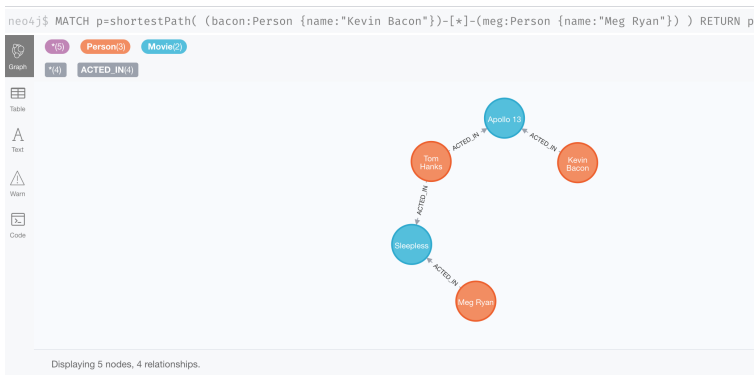 neo4j$ MATCH p=shortestPath( (bacon:Person {name:"Kevin Bacon"})-[*]-(meg:Person {name:"Meg Ryan"}) ) RETURN p
*(5) Person(3) Movie(2)
Graph
*(4) ACTED_IN(4)
Table
Text
Warn
Code
Apollo 13
ACTED_IN
ACTED_IN
Tom
Hanks
Kevin
Bacon
ACTED_IN
Sleepless
ACTED_IN
Meg Ryan
Displaying 5 nodes, 4 relationships.